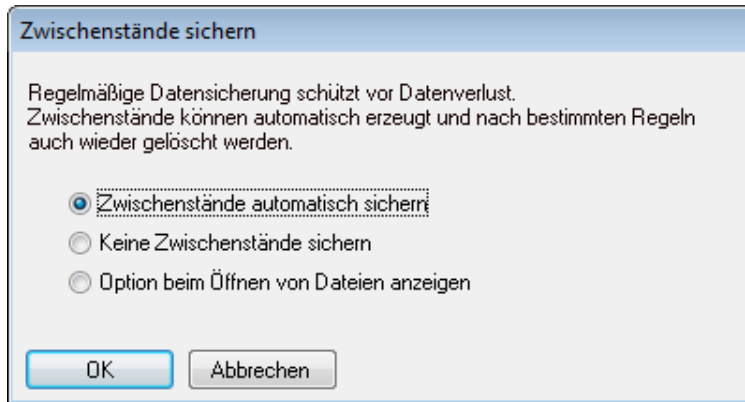 Zwischenstände sichern
Regelmäßige Datensicherung schützt vor Datenverlust.
Zwischenstände können automatisch erzeugt und nach bestimmten Regeln
auch wieder gelöscht werden.
Zwischenstände automatisch sichern
Keine Zwischenstände sichern
Option beim Öffnen von Dateien anzeigen
OK Abbrechen